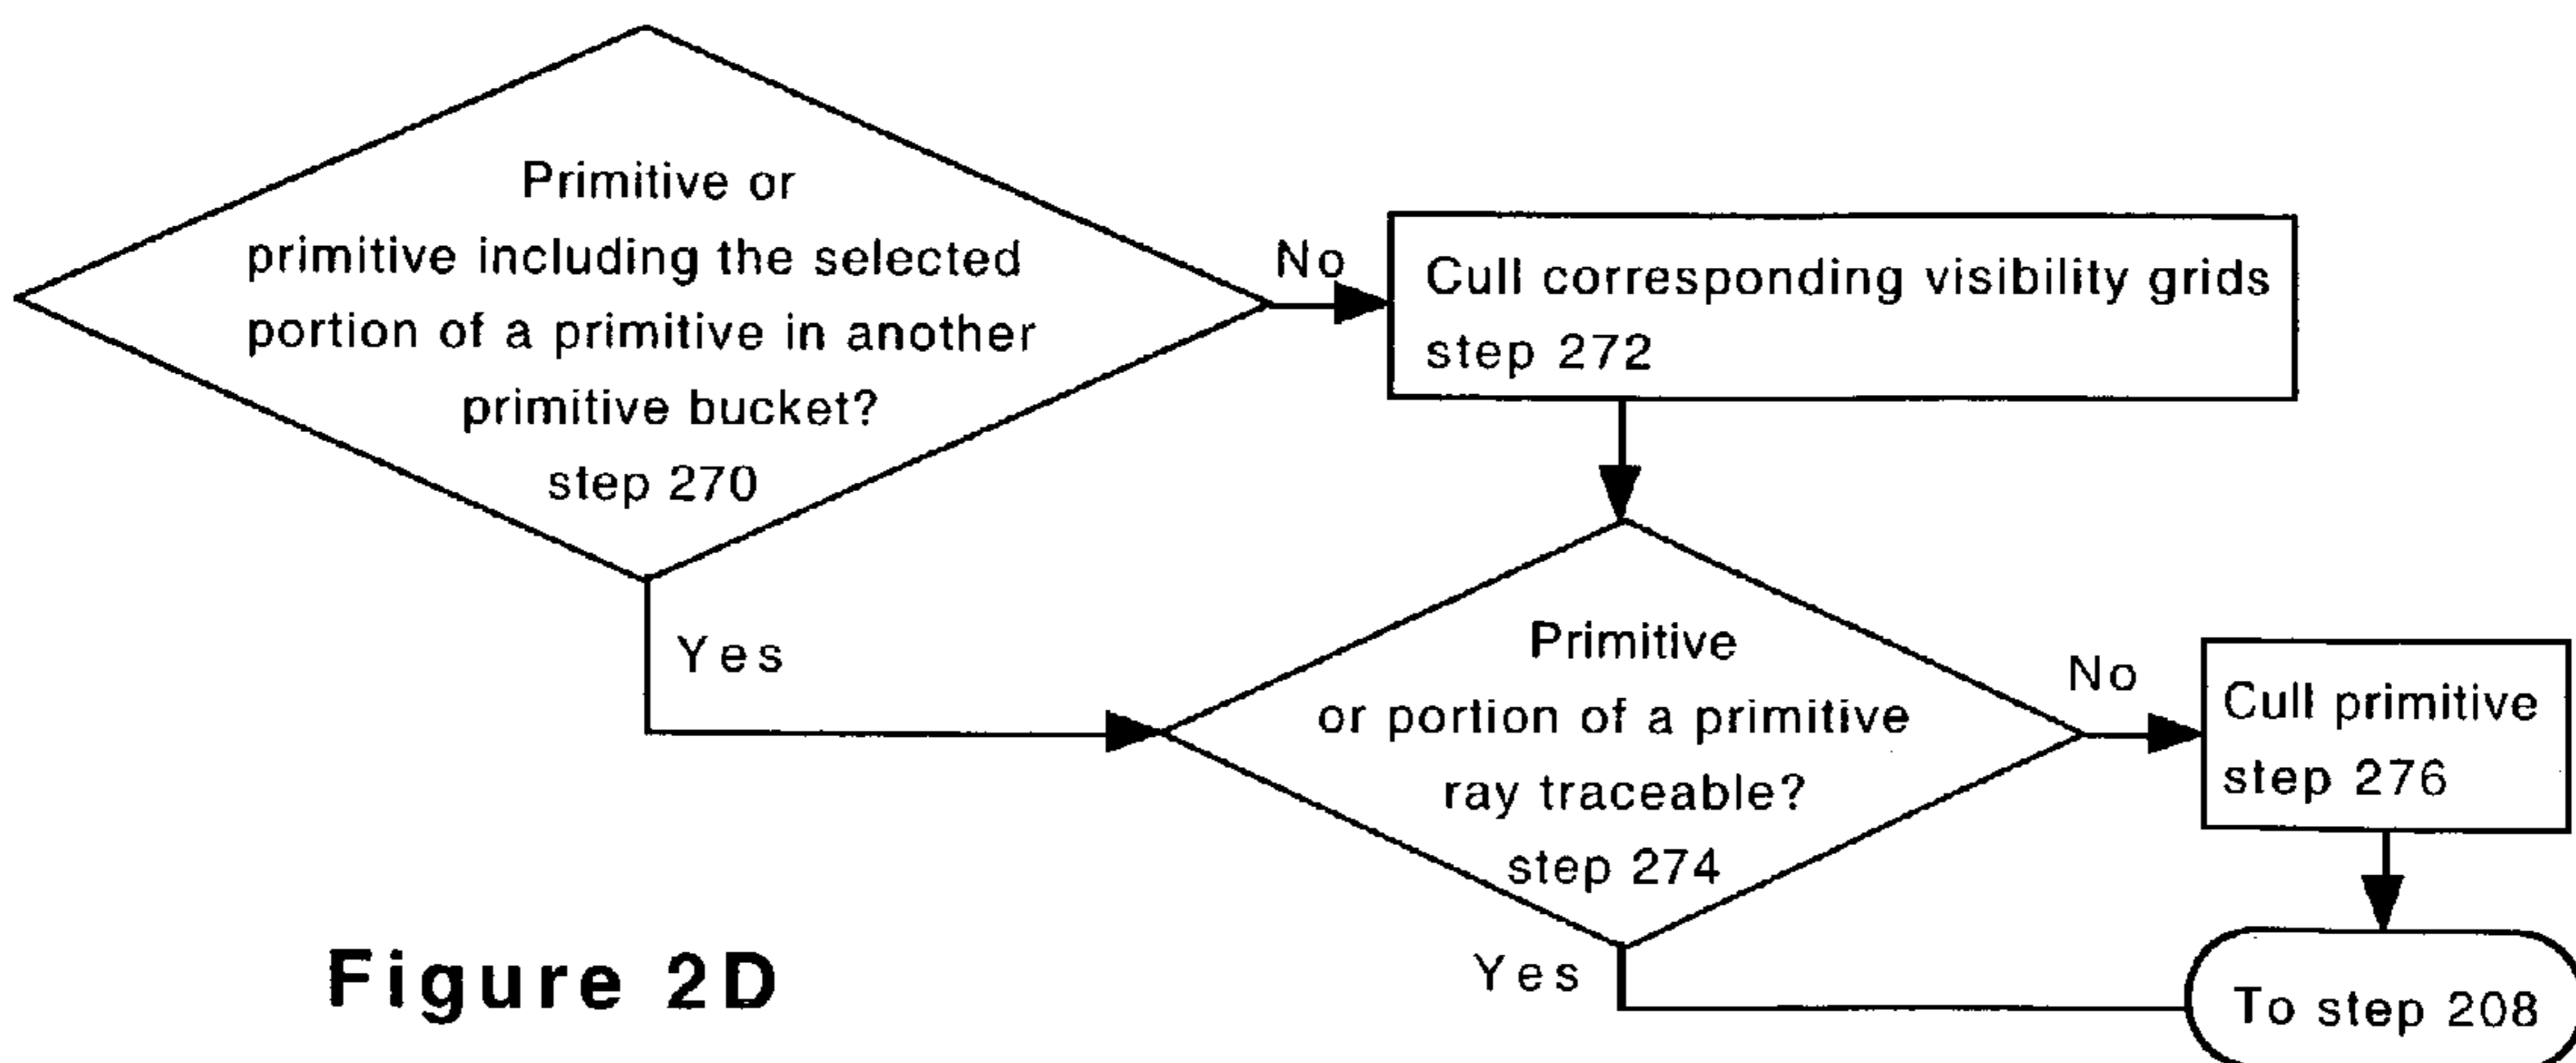 Primitive or
primitive including the selected
portion of a primitive in another
primitive bucket?
step 270
No
Cull corresponding visibility grids
step 272
Yes
Primitive
or portion of a primitive
ray traceable?
step 274
No
Cull primitive
step 276
Yes
To step 208
Figure 2D